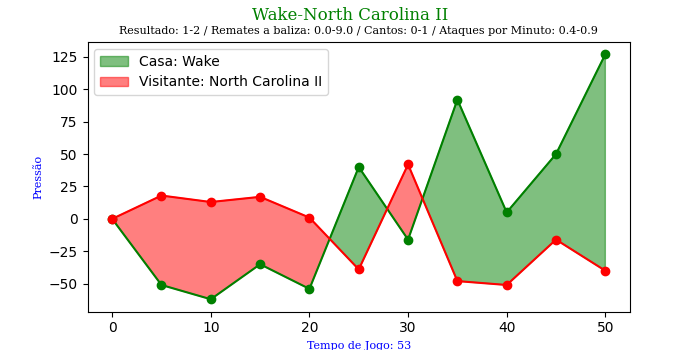 Wake-North Carolina II
Resultado: 1-2 / Remates a baliza: 0.0-9.0 / Cantos: 0-1 / Ataques por Minuto: 0.4-0.9
Casa: Wake
Visitante: North Carolina II
125
100
75
50
25
0
−25
−50
Pressão
0 10 20 30 40 50
Tempo de Jogo: 53